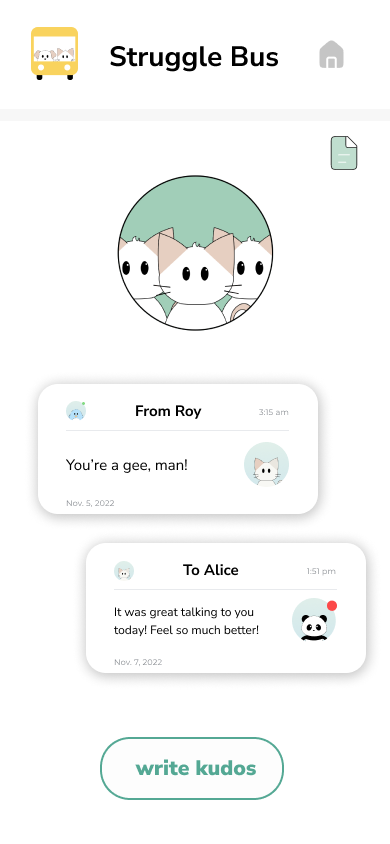 Struggle Bus
From Roy
3:15 am
You're a gee, man!
Nov. 5, 2022
To Alice
1:51 pm
It was great talking to you
today! Feel so much better!
Nov. 7, 2022
write kudos